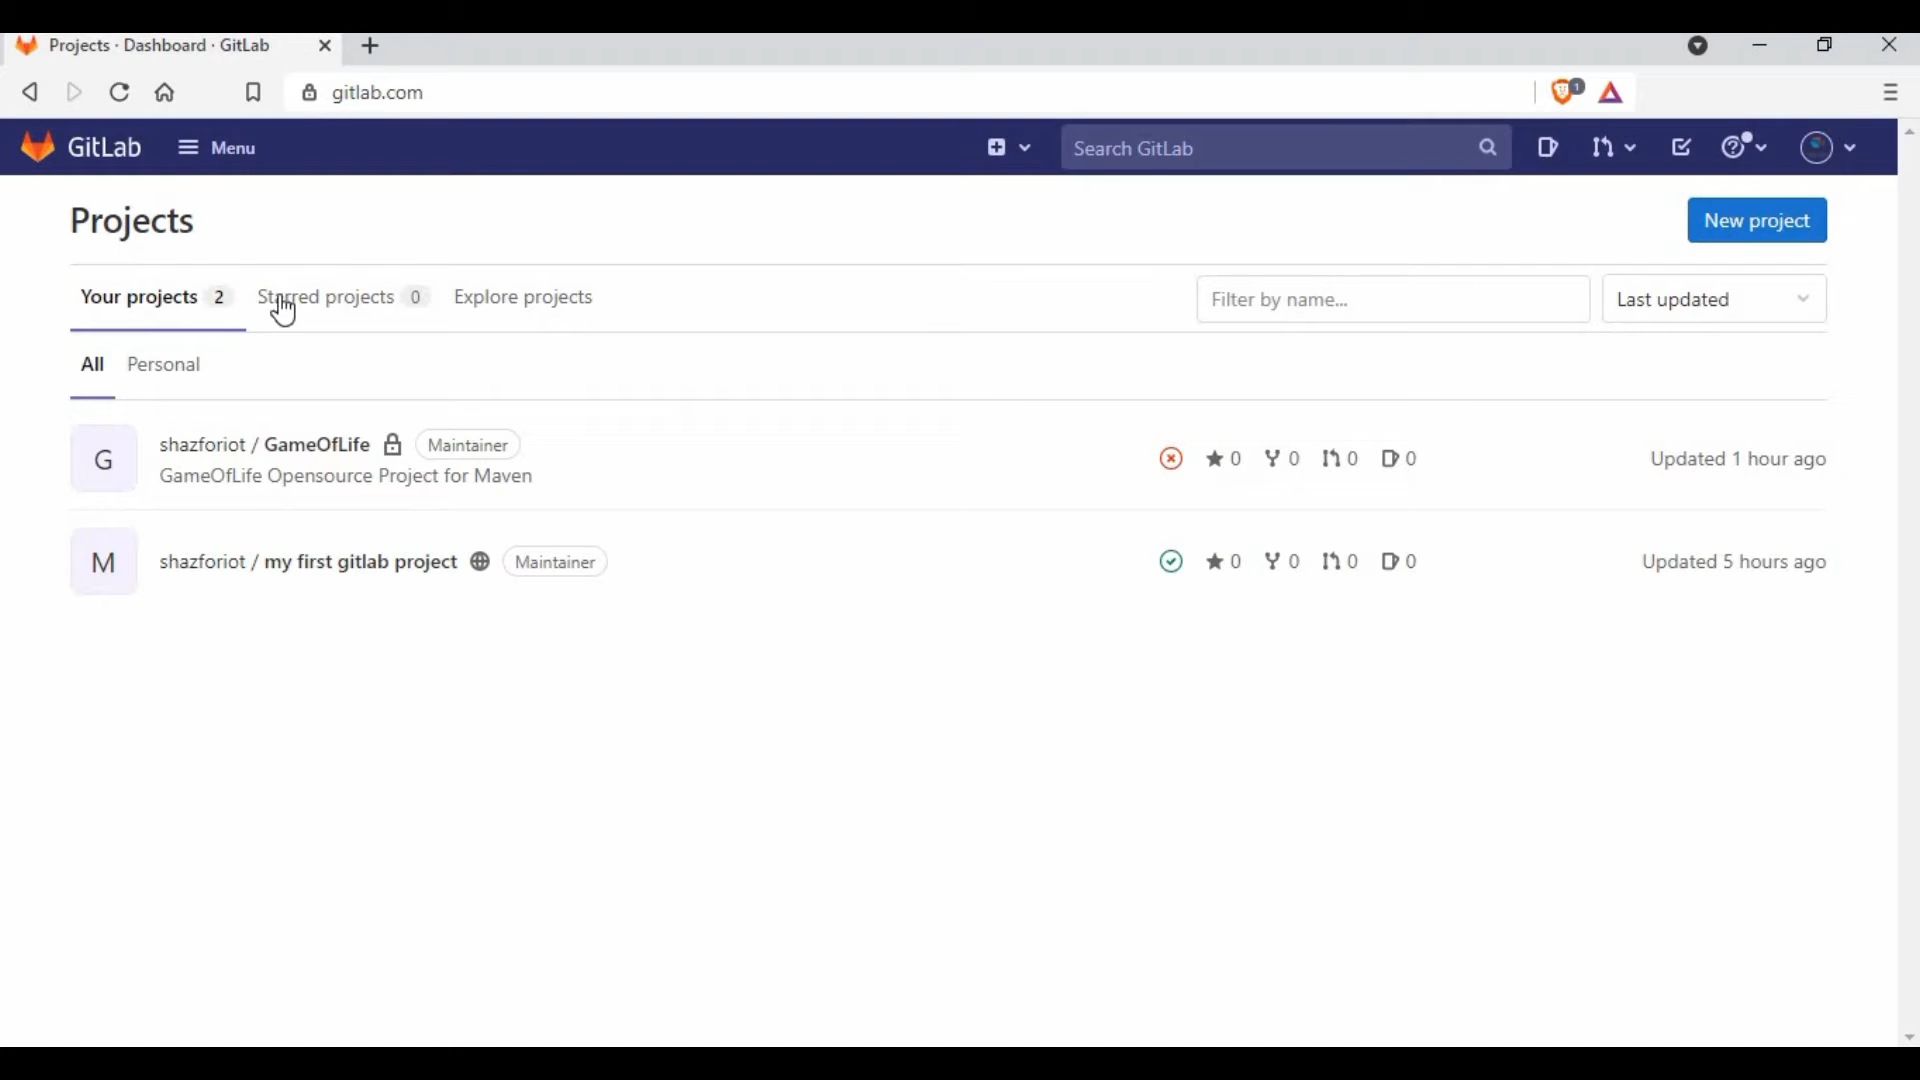 Projects · Dashboard · GitLab
gitlab.com
1
GitLab
Menu
Search GitLab
Projects
New project
Your projects 2
Starred projects 0
Explore projects
Filter by name...
Last updated
All
Personal
G
shazforiot / GameOfLife
Maintainer
GameOfLife Opensource Project for Maven
0 0 0 0
Updated 1 hour ago
M
shazforiot / my first gitlab project
Maintainer
0 0 0 0
Updated 5 hours ago